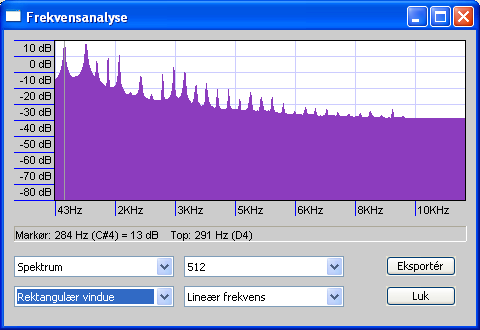 Frekvensanalyse
10 dB
0 dB
-10 dB
-20 dB
-30 dB
-40 dB
-50 dB
-60 dB
-70 dB
-80 dB
43Hz 2KHz 3KHz 5KHz 6KHz 8KHz 10KHz
Markør: 284 Hz (C#4) = 13 dB Top: 291 Hz (D4)
Spektrum 512 Eksportér
Rektangulær vindue Lineær frekvens Luk